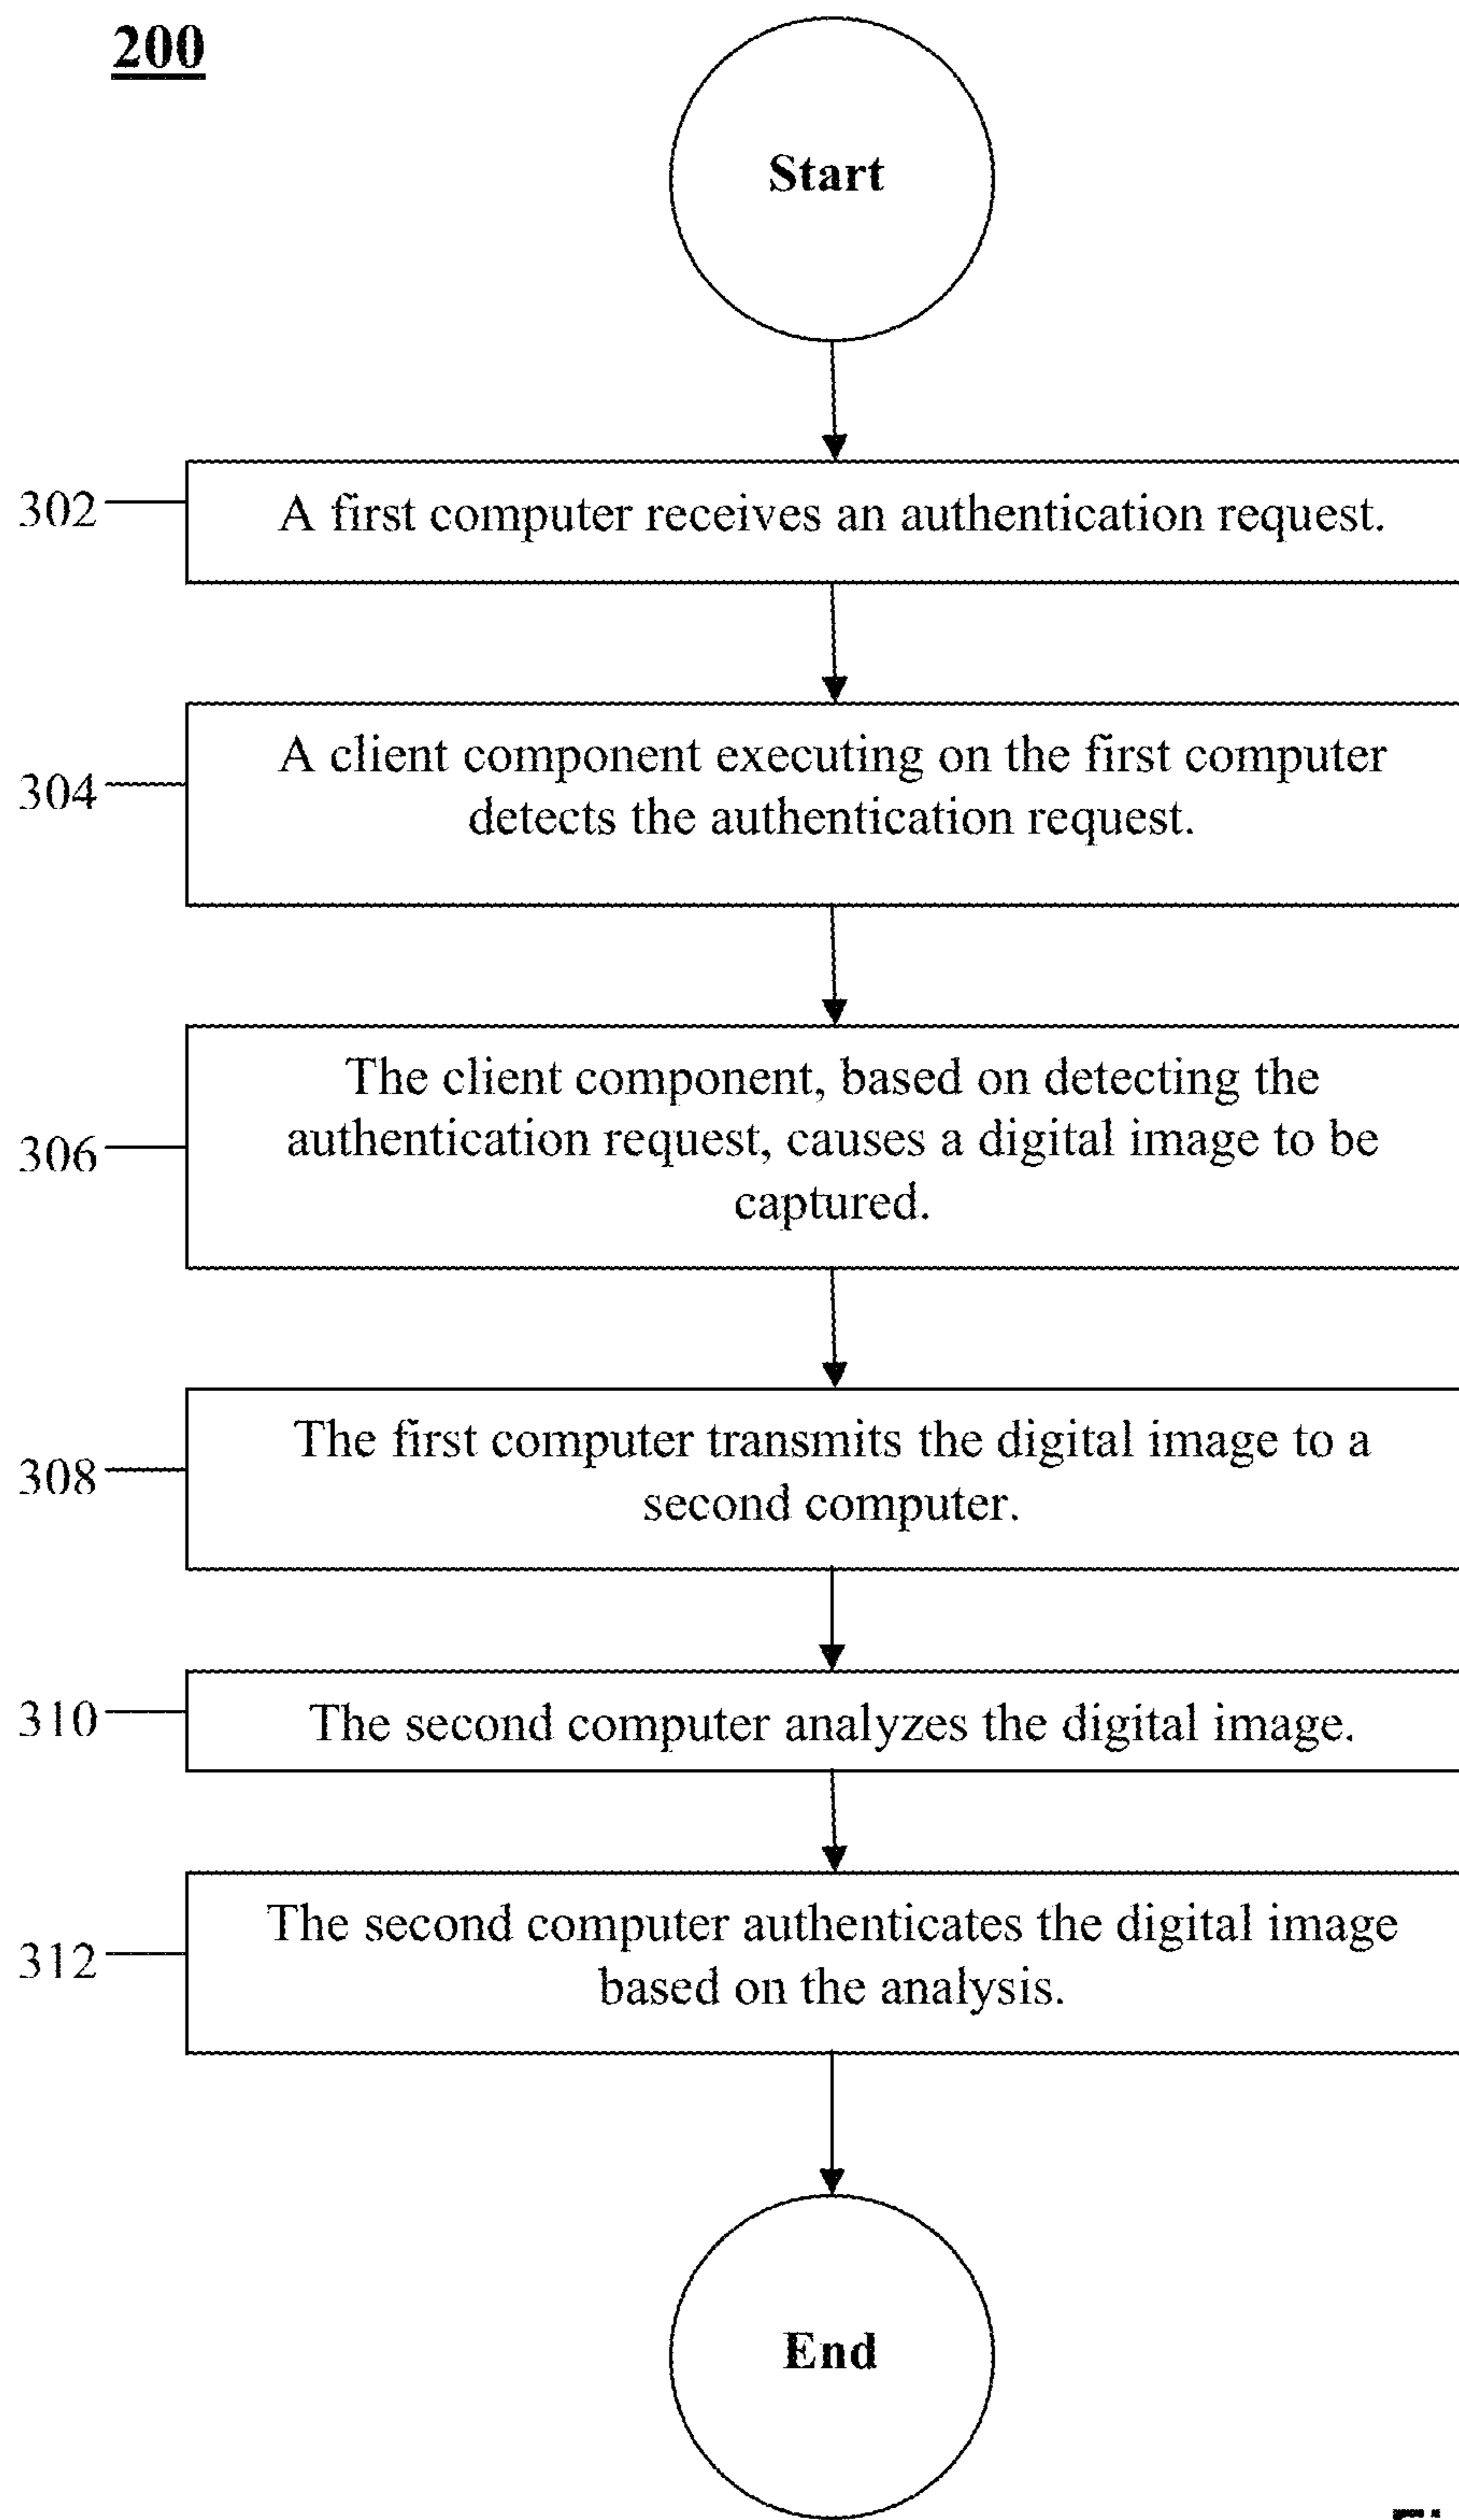 200
Start
302
A first computer receives an authentication request.
304
A client component executing on the first computer
detects the authentication request.
306
The client component, based on detecting the
authentication request, causes a digital image to be
captured.
308
The first computer transmits the digital image to a
second computer.
310
The second computer analyzes the digital image.
312
The second computer authenticates the digital image
based on the analysis.
End